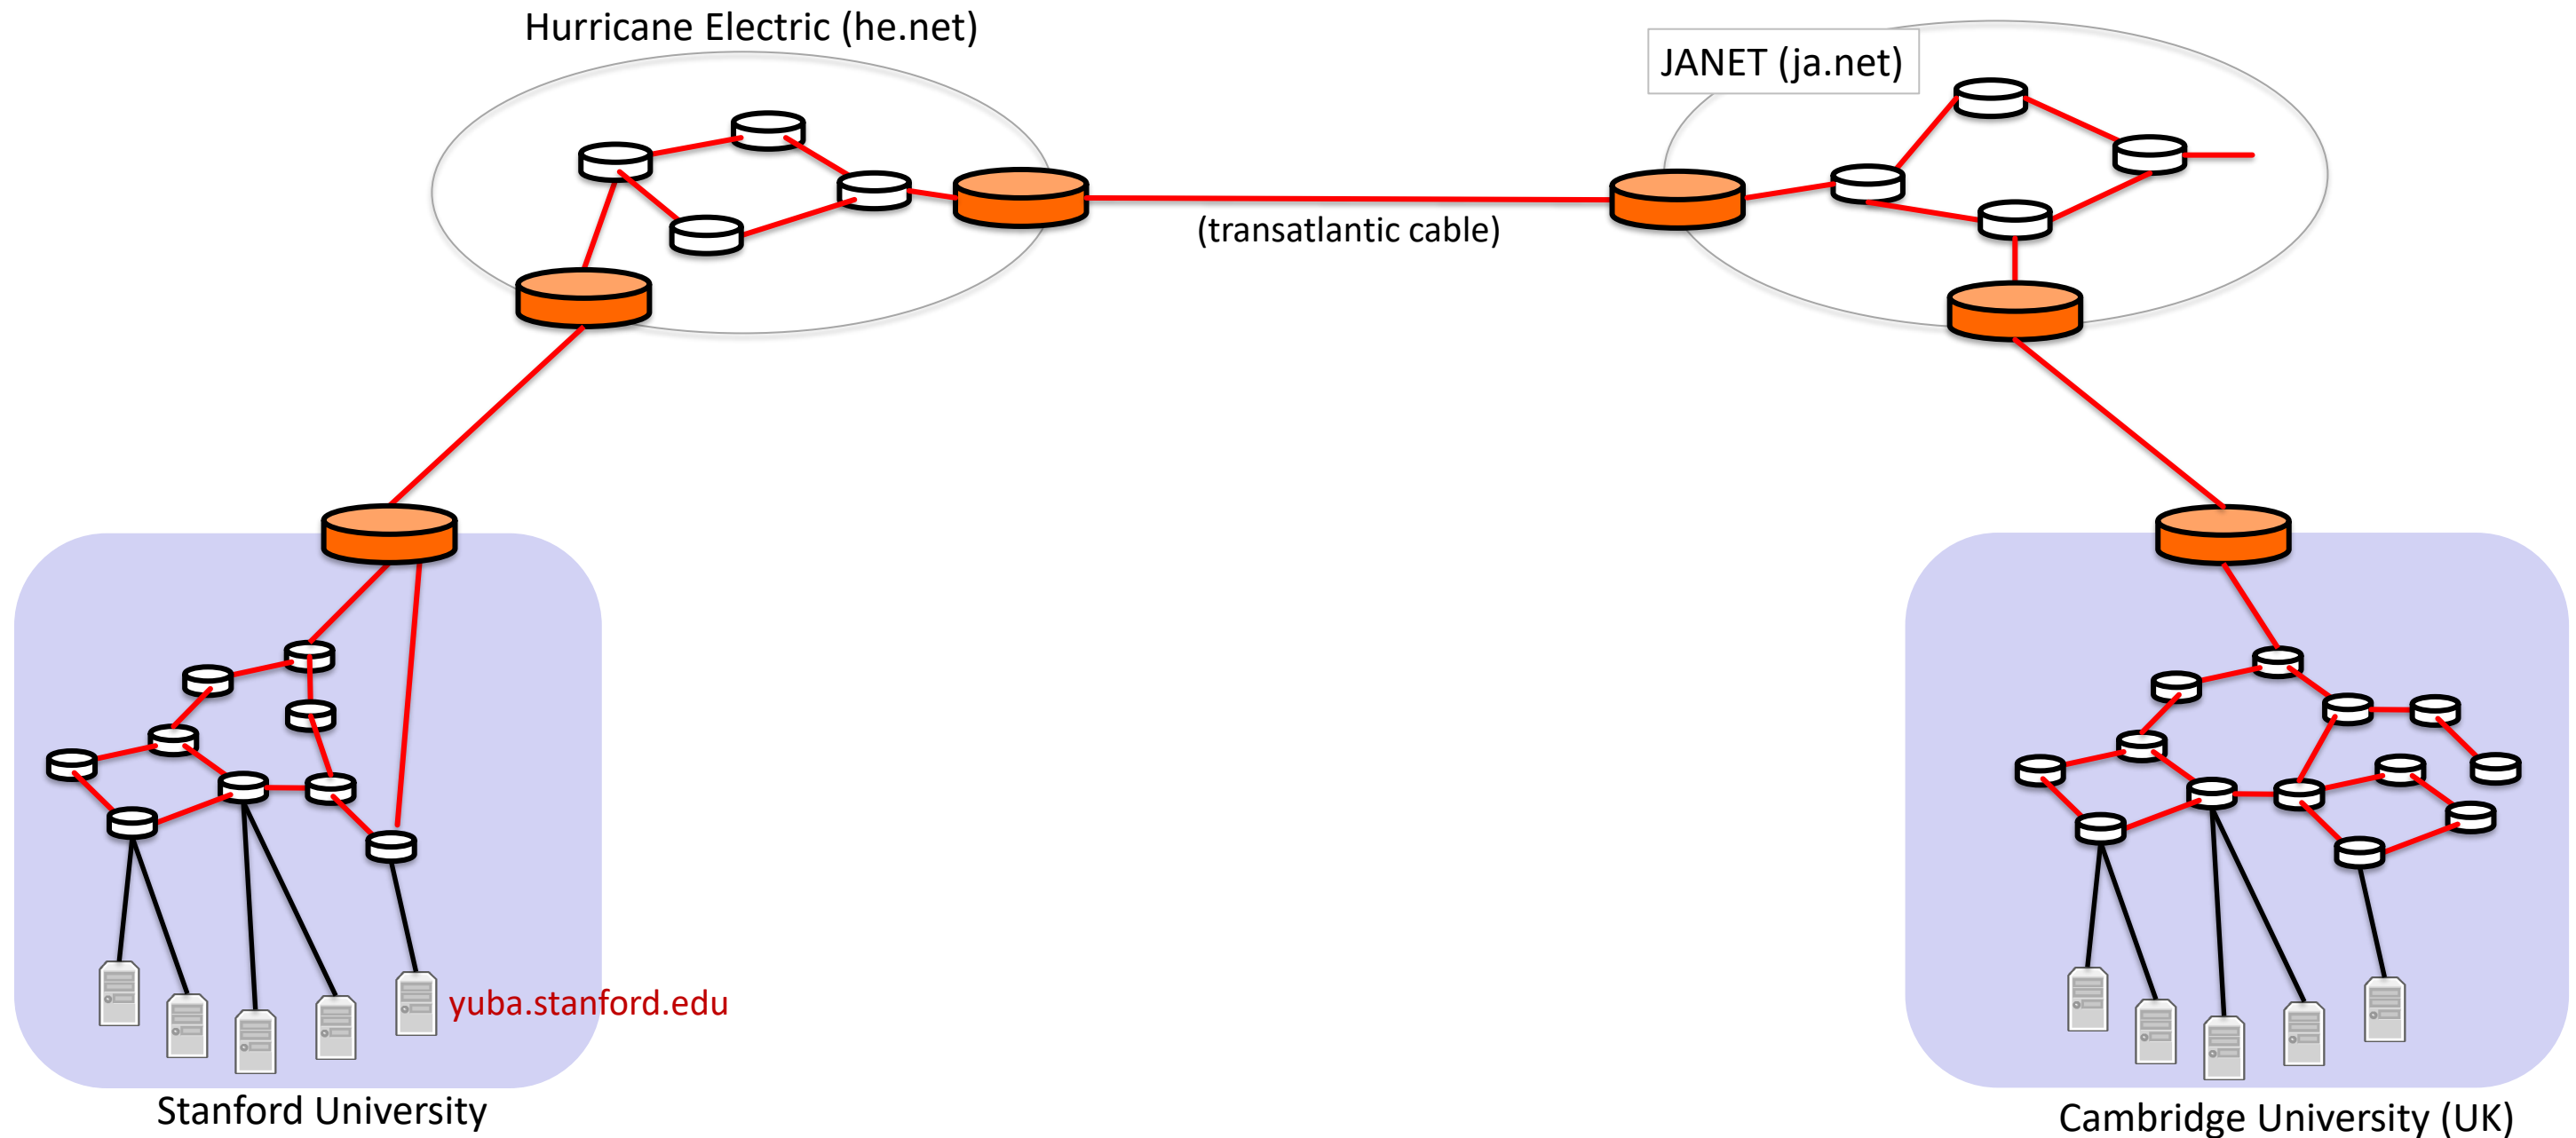 Hurricane Electric (he.net)
JANET (ja.net)
(transatlantic cable)
yuba.stanford.edu
Stanford University
Cambridge University (UK)